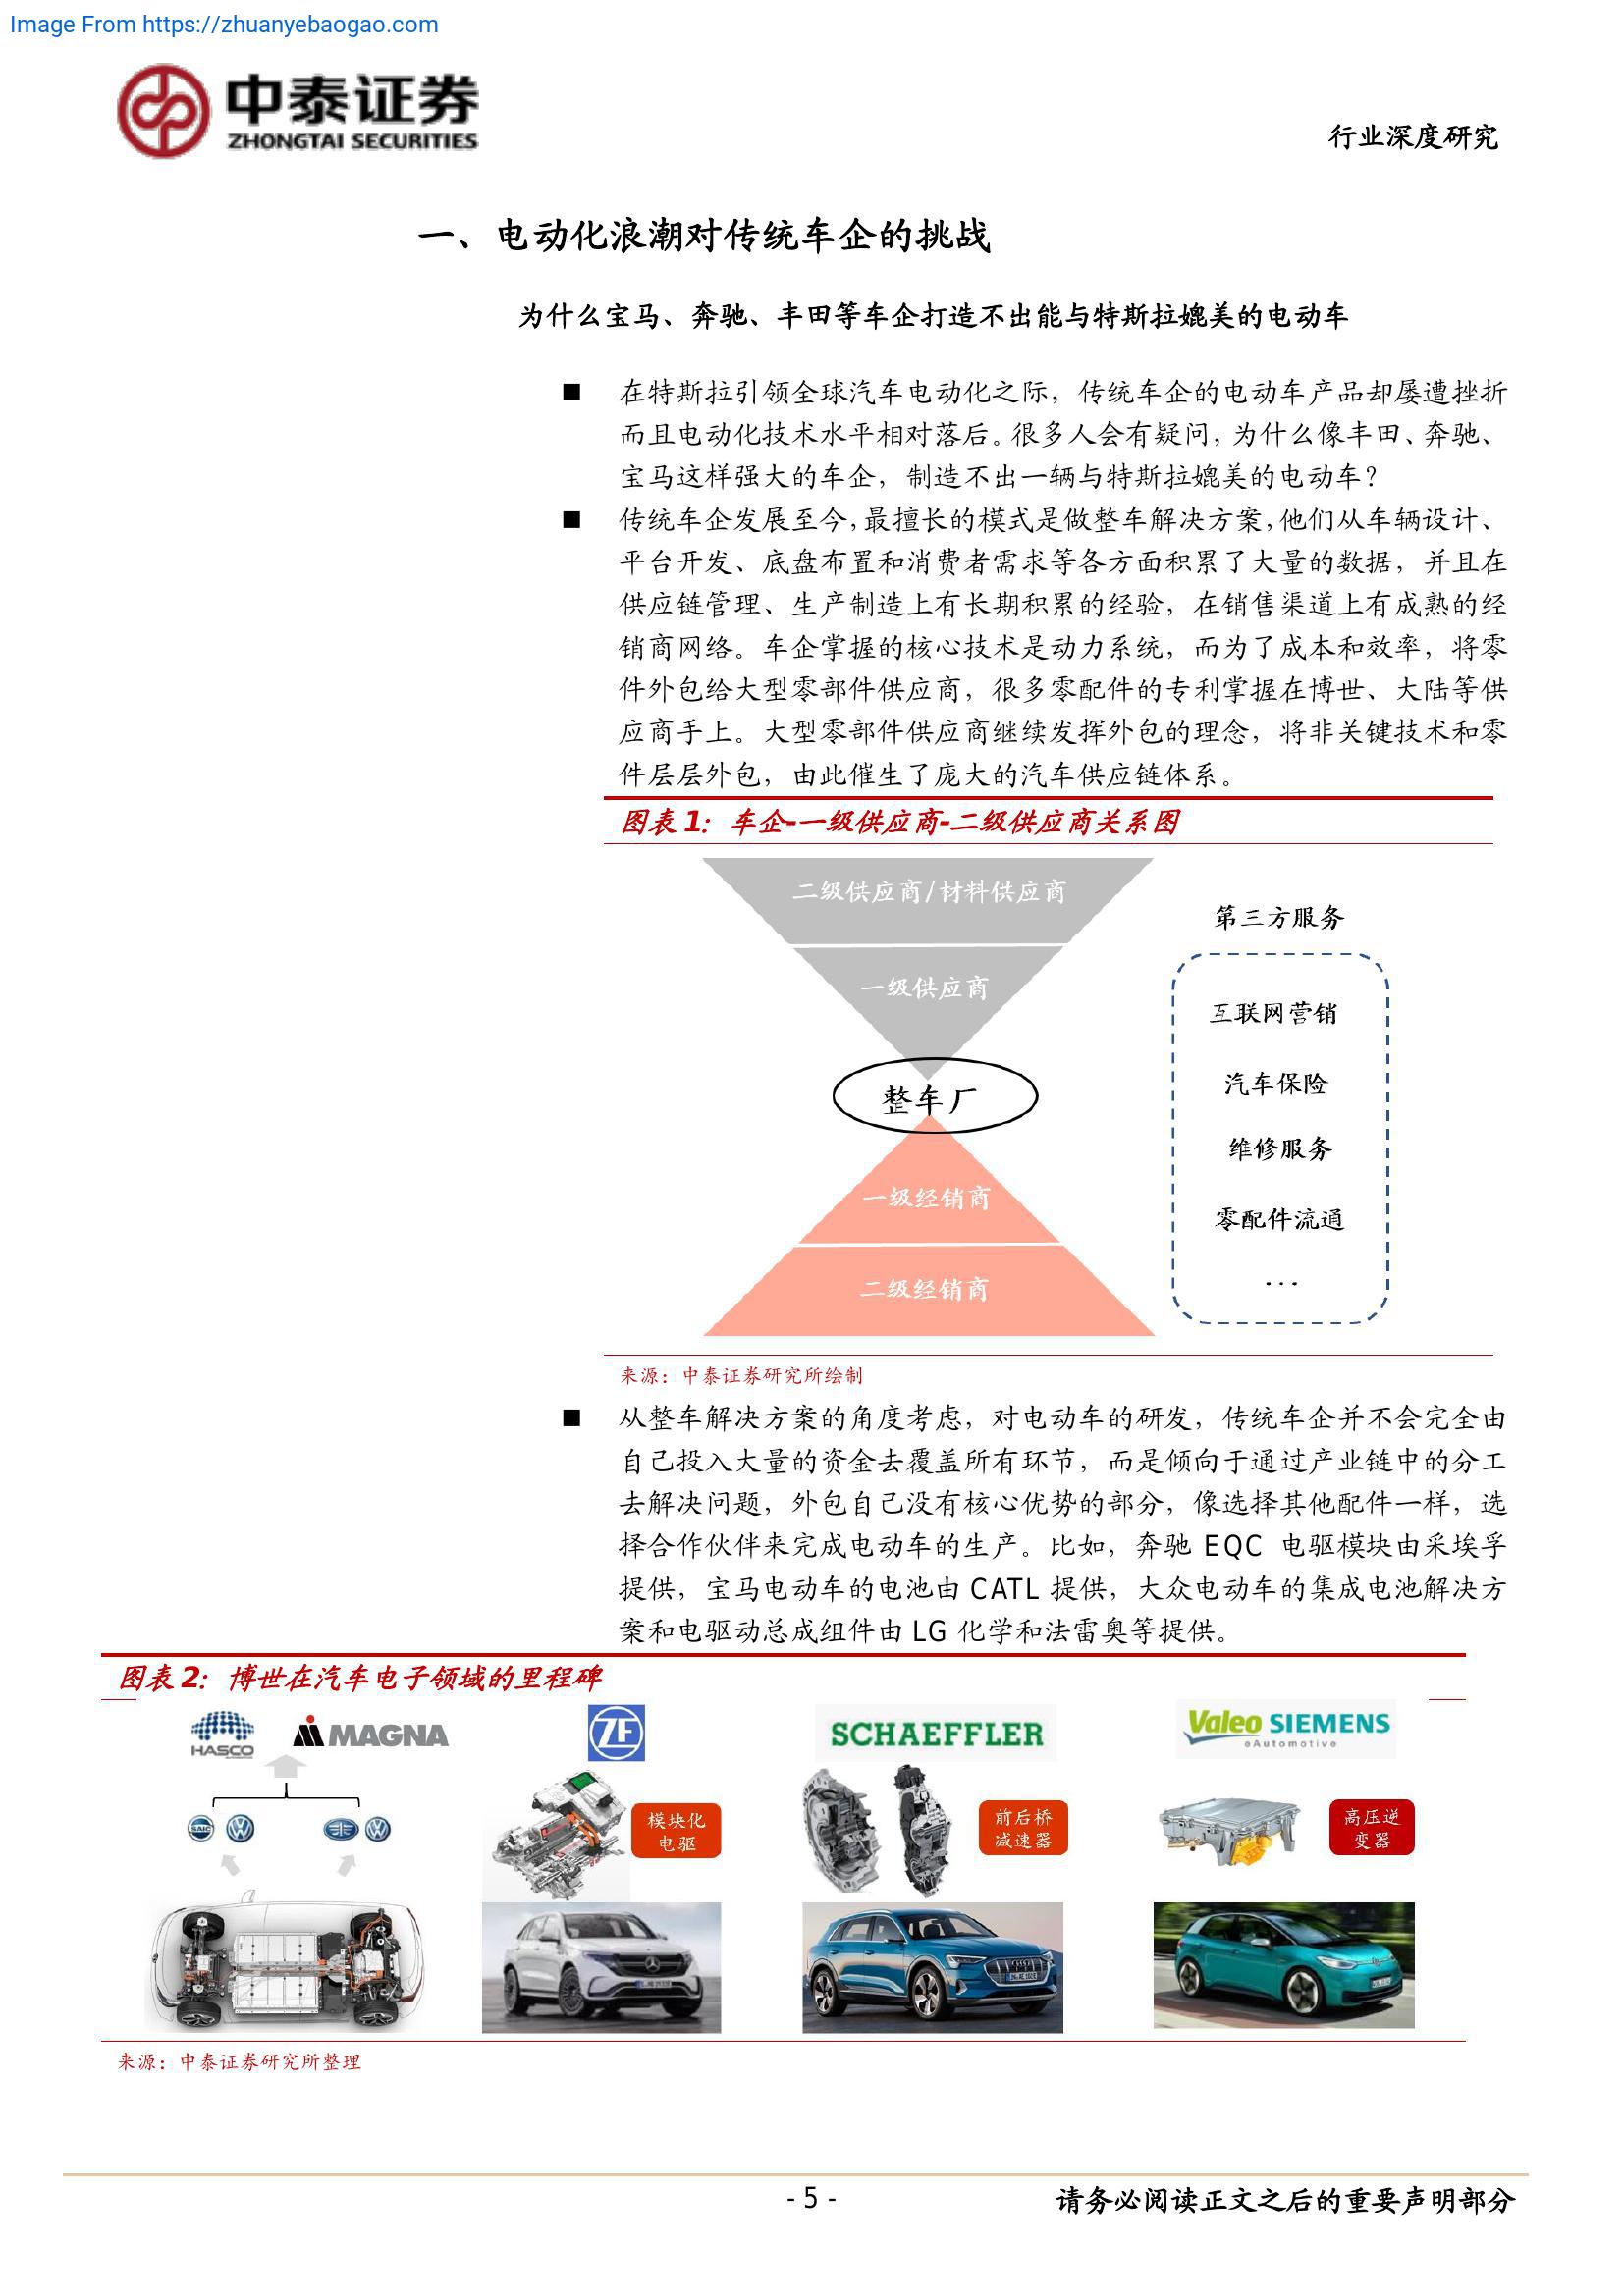 Image From https://zhuanyebaogao.com
中泰证券
ZHONGTAI SECURITIES
行业深度研究
一、电动化浪潮对传统车企的挑战
为什么宝马、奔驰、丰田等车企打造不出能与特斯拉媲美的电动车
■ 在特斯拉引领全球汽车电动化之际，传统车企的电动车产品却屡遭挫折
而且电动化技术水平相对落后。很多人会有疑问，为什么像丰田、奔驰、
宝马这样强大的车企，制造不出一辆与特斯拉媲美的电动车？
■ 传统车企发展至今，最擅长的模式是做整车解决方案，他们从车辆设计、
平台开发、底盘布置和消费者需求等各方面积累了大量的数据，并且在
供应链管理、生产制造上有长期积累的经验，在销售渠道上有成熟的经
销商网络。车企掌握的核心技术是动力系统，而为了成本和效率，将零
件外包给大型零部件供应商，很多零配件的专利掌握在博世、大陆等供
应商手上。大型零部件供应商继续发挥外包的理念，将非关键技术和零
件层层外包，由此催生了庞大的汽车供应链体系。
图表 1：车企-一级供应商-二级供应商关系图
二级供应商/材料供应商
一级供应商
整车厂
一级经销商
二级经销商
第三方服务
互联网营销
汽车保险
维修服务
零配件流通
...
来源：中泰证券研究所绘制
■ 从整车解决方案的角度考虑，对电动车的研发，传统车企并不会完全由
自己投入大量的资金去覆盖所有环节，而是倾向于通过产业链中的分工
去解决问题，外包自己没有核心优势的部分，像选择其他配件一样，选
择合作伙伴来完成电动车的生产。比如，奔驰 EQC 电驱模块由采埃孚
提供，宝马电动车的电池由 CATL 提供，大众电动车的集成电池解决方
案和电驱动总成组件由 LG 化学和法雷奥等提供。
图表 2：博世在汽车电子领域的里程碑
HASCO
MAGNA
ZF
SCHAEFFLER
Valeo SIEMENS
eAutomotive
SAIC
模块化
电驱
前后桥
减速器
高压逆
变器
来源：中泰证券研究所整理
- 5 -
请务必阅读正文之后的重要声明部分